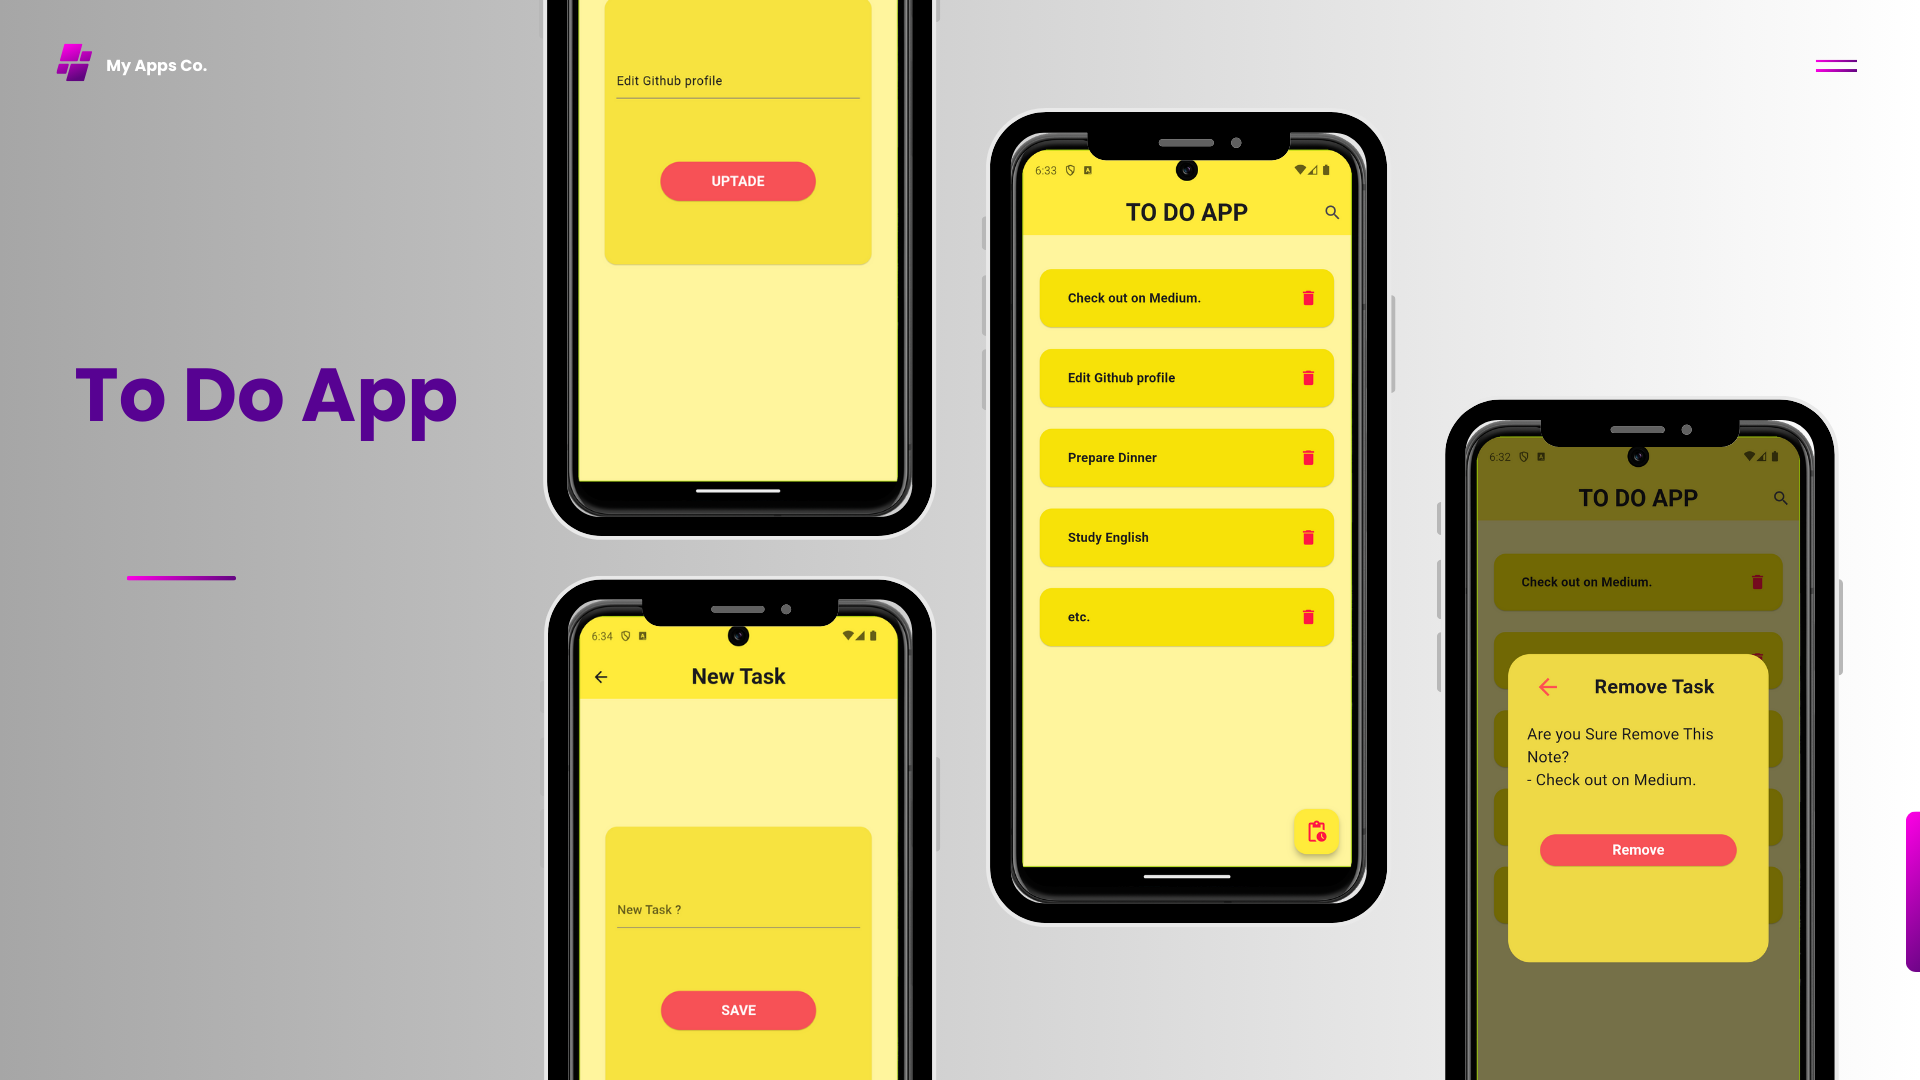 My Apps Co.
To Do App
Edit Github profile
UPTADE
6:34
New Task
New Task ?
SAVE
6:33
TO DO APP
Check out on Medium.
Edit Github profile
Prepare Dinner
Study English
etc.
6:32
TO DO APP
Check out on Medium.
Remove Task
Are you Sure Remove This
Note?
- Check out on Medium.
Remove